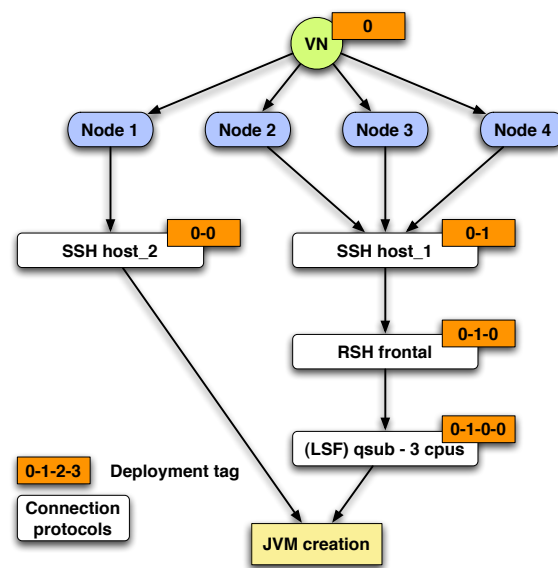 VN
0
Node 1
Node 2
Node 3
Node 4
0-0
SSH host_2
0-1
SSH host_1
0-1-0
RSH frontal
0-1-0-0
(LSF) qsub - 3 cpus
0-1-2-3
Deployment tag
Connection
protocols
JVM creation